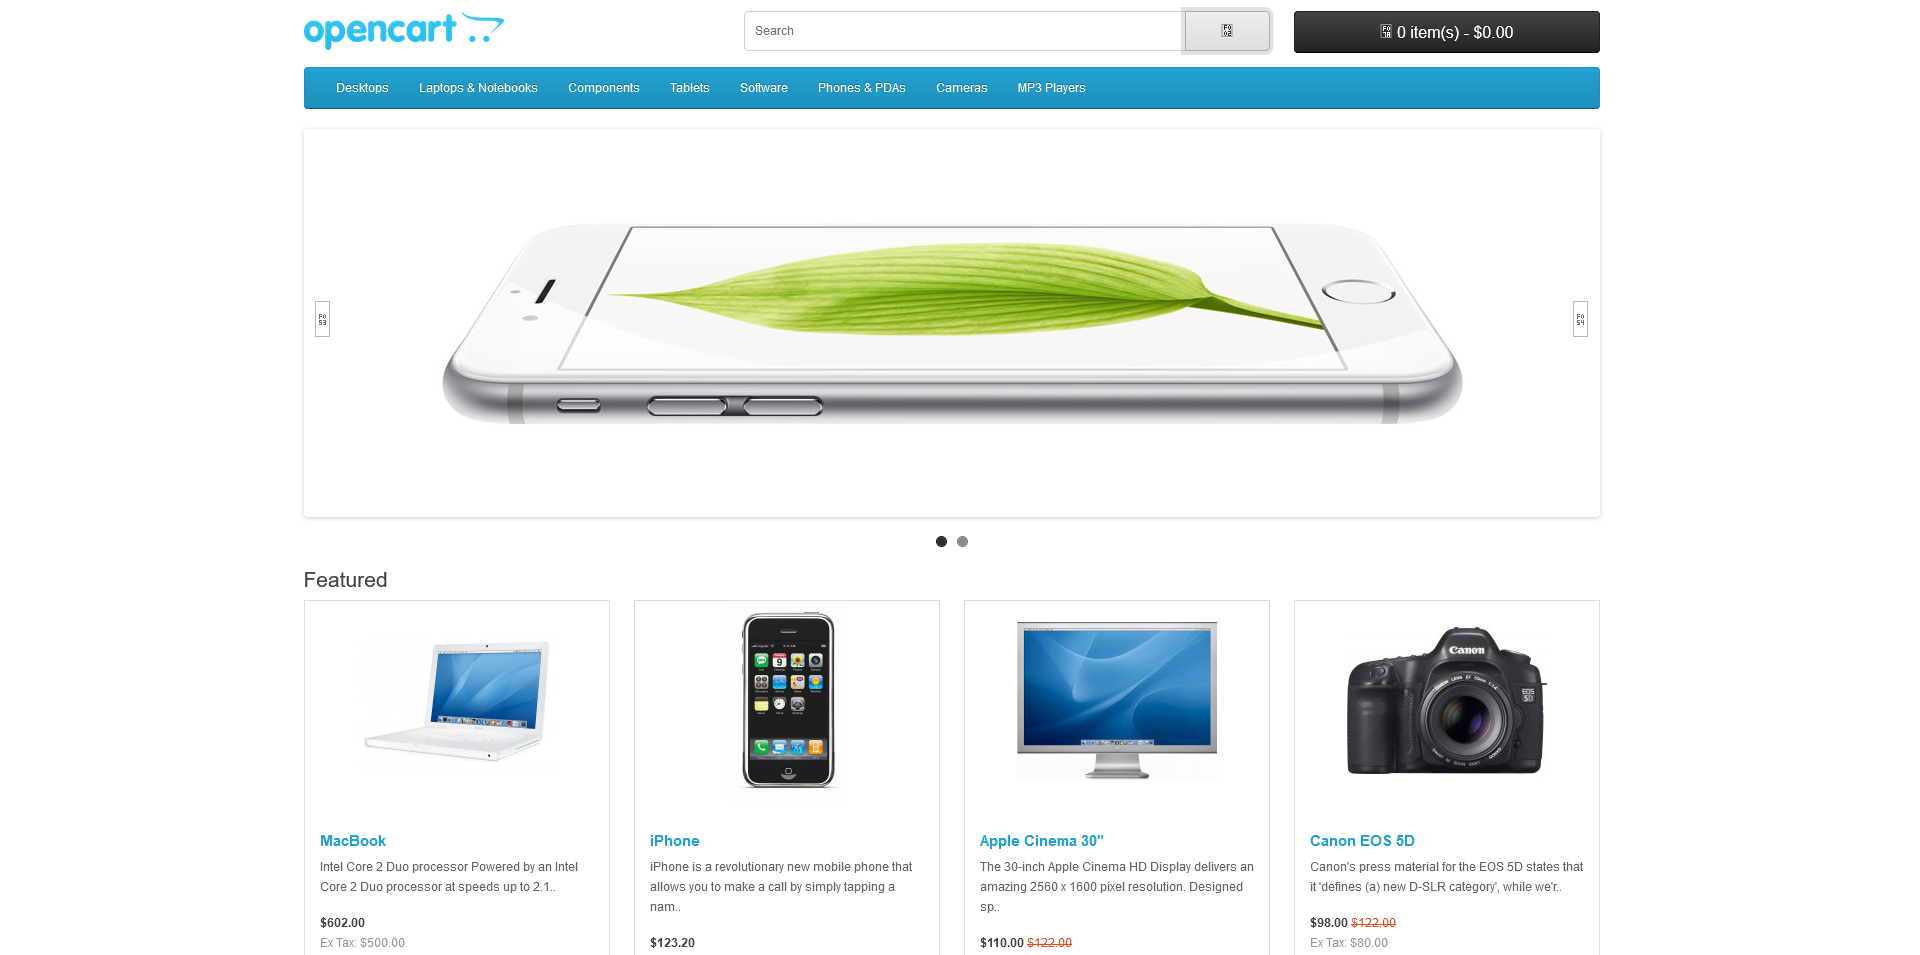 opencart
Search
0 item(s) - $0.00
Desktops
Laptops & Notebooks
Components
Tablets
Software
Phones & PDAs
Cameras
MP3 Players
Featured
Canon
EOS
5D
MacBook
Intel Core 2 Duo processor Powered by an Intel
Core 2 Duo processor at speeds up to 2.1..
$602.00
Ex Tax: $500.00
iPhone
iPhone is a revolutionary new mobile phone that
allows you to make a call by simply tapping a
nam..
$123.20
Apple Cinema 30"
The 30-inch Apple Cinema HD Display delivers an
amazing 2560 x 1600 pixel resolution. Designed
sp..
$110.00 $122.00
Canon EOS 5D
Canon's press material for the EOS 5D states that
it 'defines (a) new D-SLR category', while we'r..
$98.00 $122.00
Ex Tax: $80.00